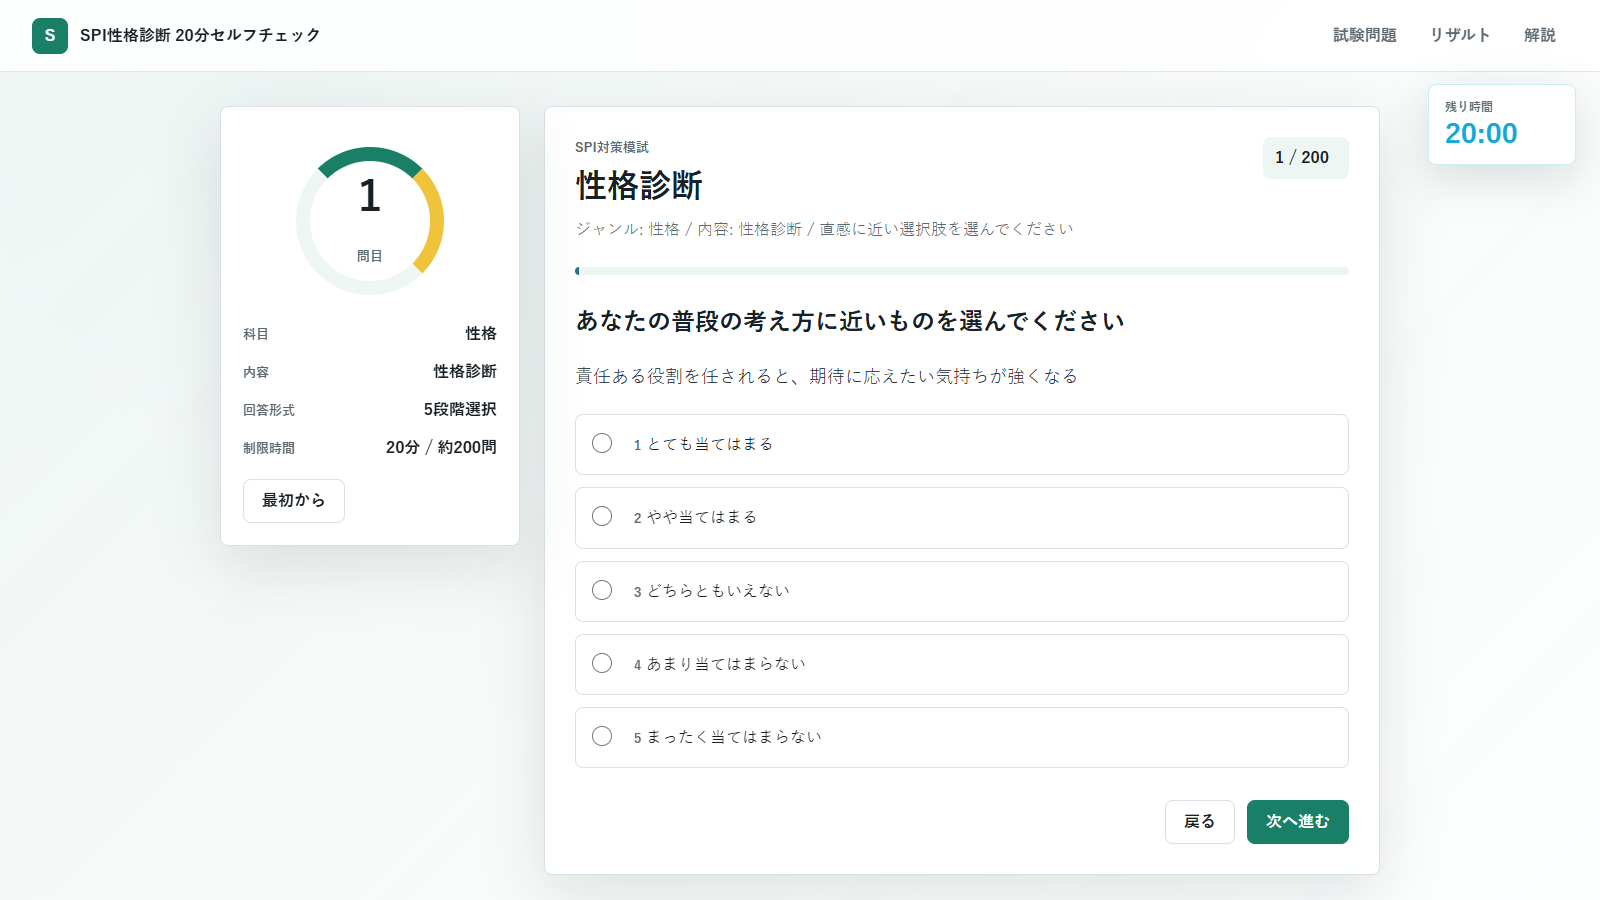 S SPI性格診断 20分セルフチェック
試験問題 リザルト 解説
残り時間
20:00
1
問目
科目 性格
内容 性格診断
回答形式 5段階選択
制限時間 20分 / 約200問
最初から
SPI対策模試
性格診断
1 / 200
ジャンル: 性格 / 内容: 性格診断 / 直感に近い選択肢を選んでください
あなたの普段の考え方に近いものを選んでください
責任ある役割を任されると、期待に応えたい気持ちが強くなる
1 とても当てはまる
2 やや当てはまる
3 どちらともいえない
4 あまり当てはまらない
5 まったく当てはまらない
戻る 次へ進む